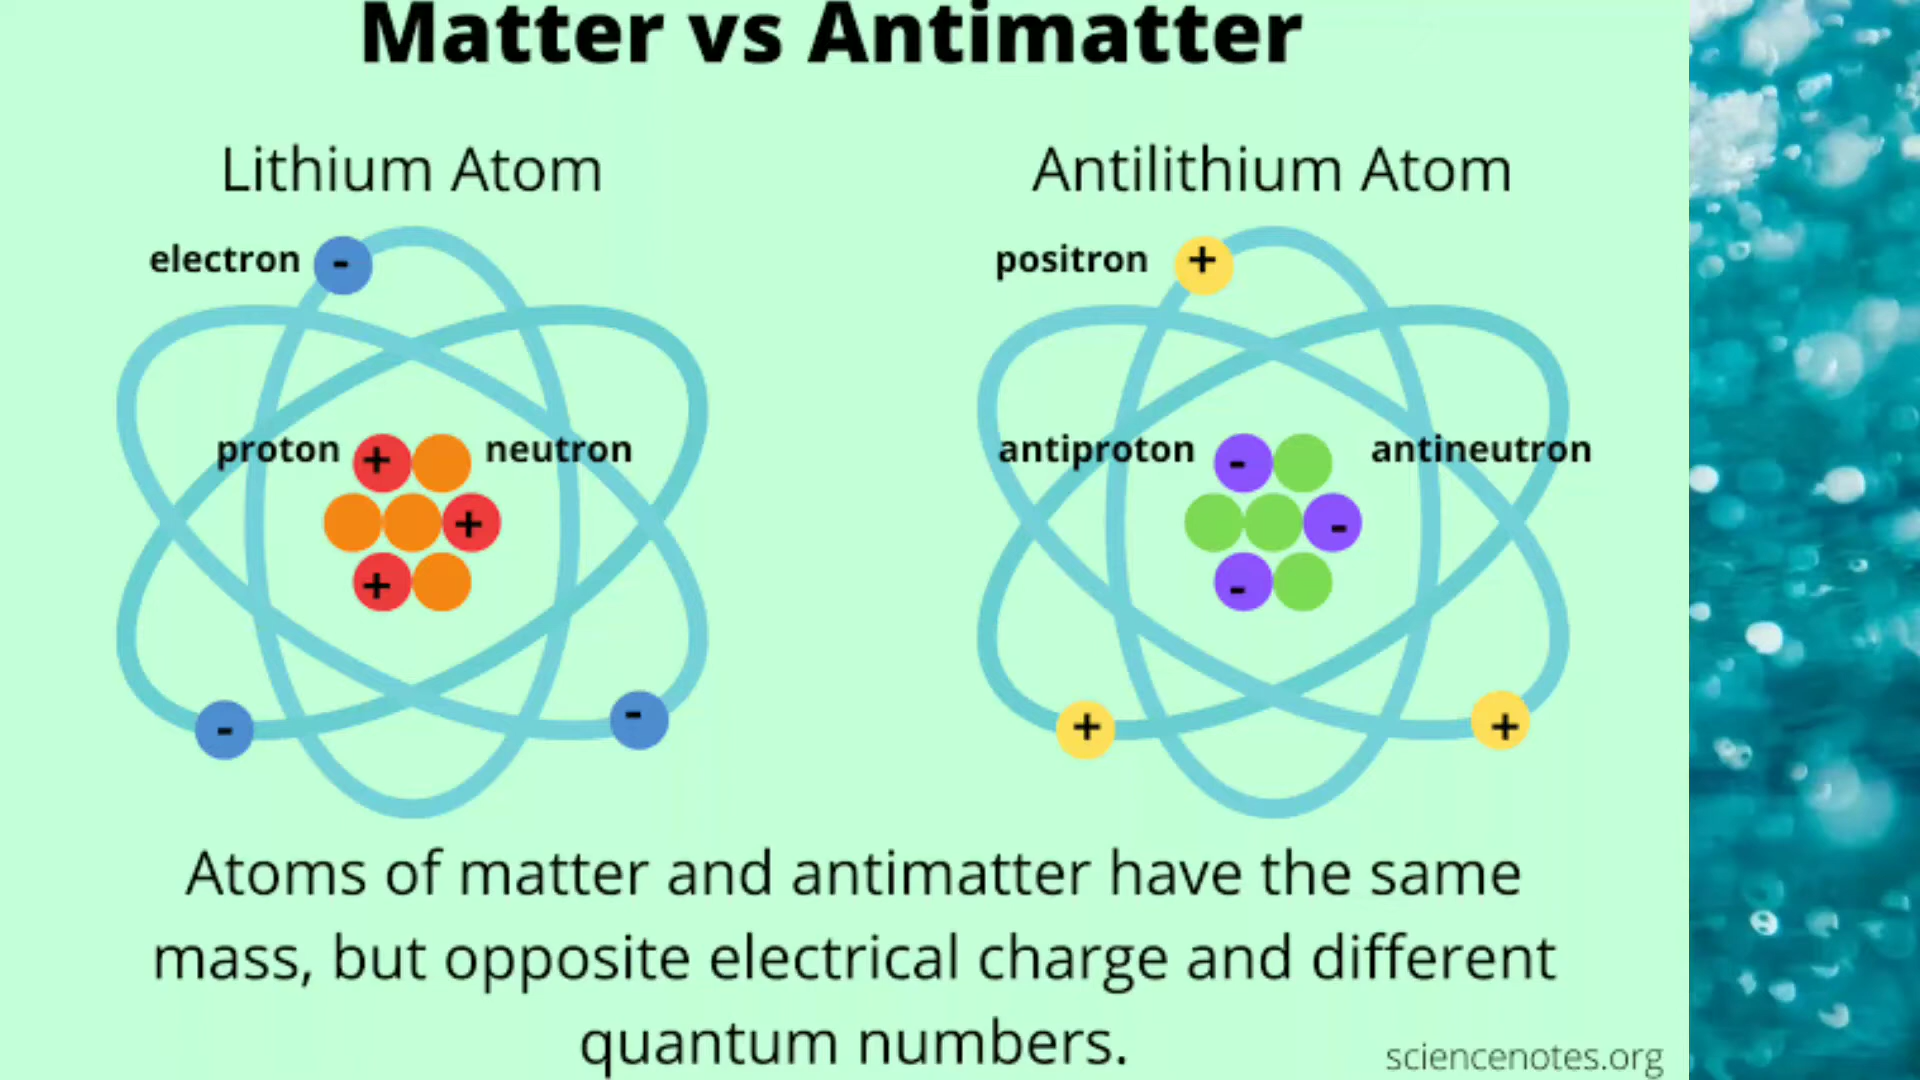 Matter vs Antimatter
Lithium Atom
Antilithium Atom
electron
-
positron
+
proton
+
neutron
antiproton
-
antineutron
+
-
+
-
-
-
+
+
Atoms of matter and antimatter have the same
mass, but opposite electrical charge and different
quantum numbers.
sciencenotes.org